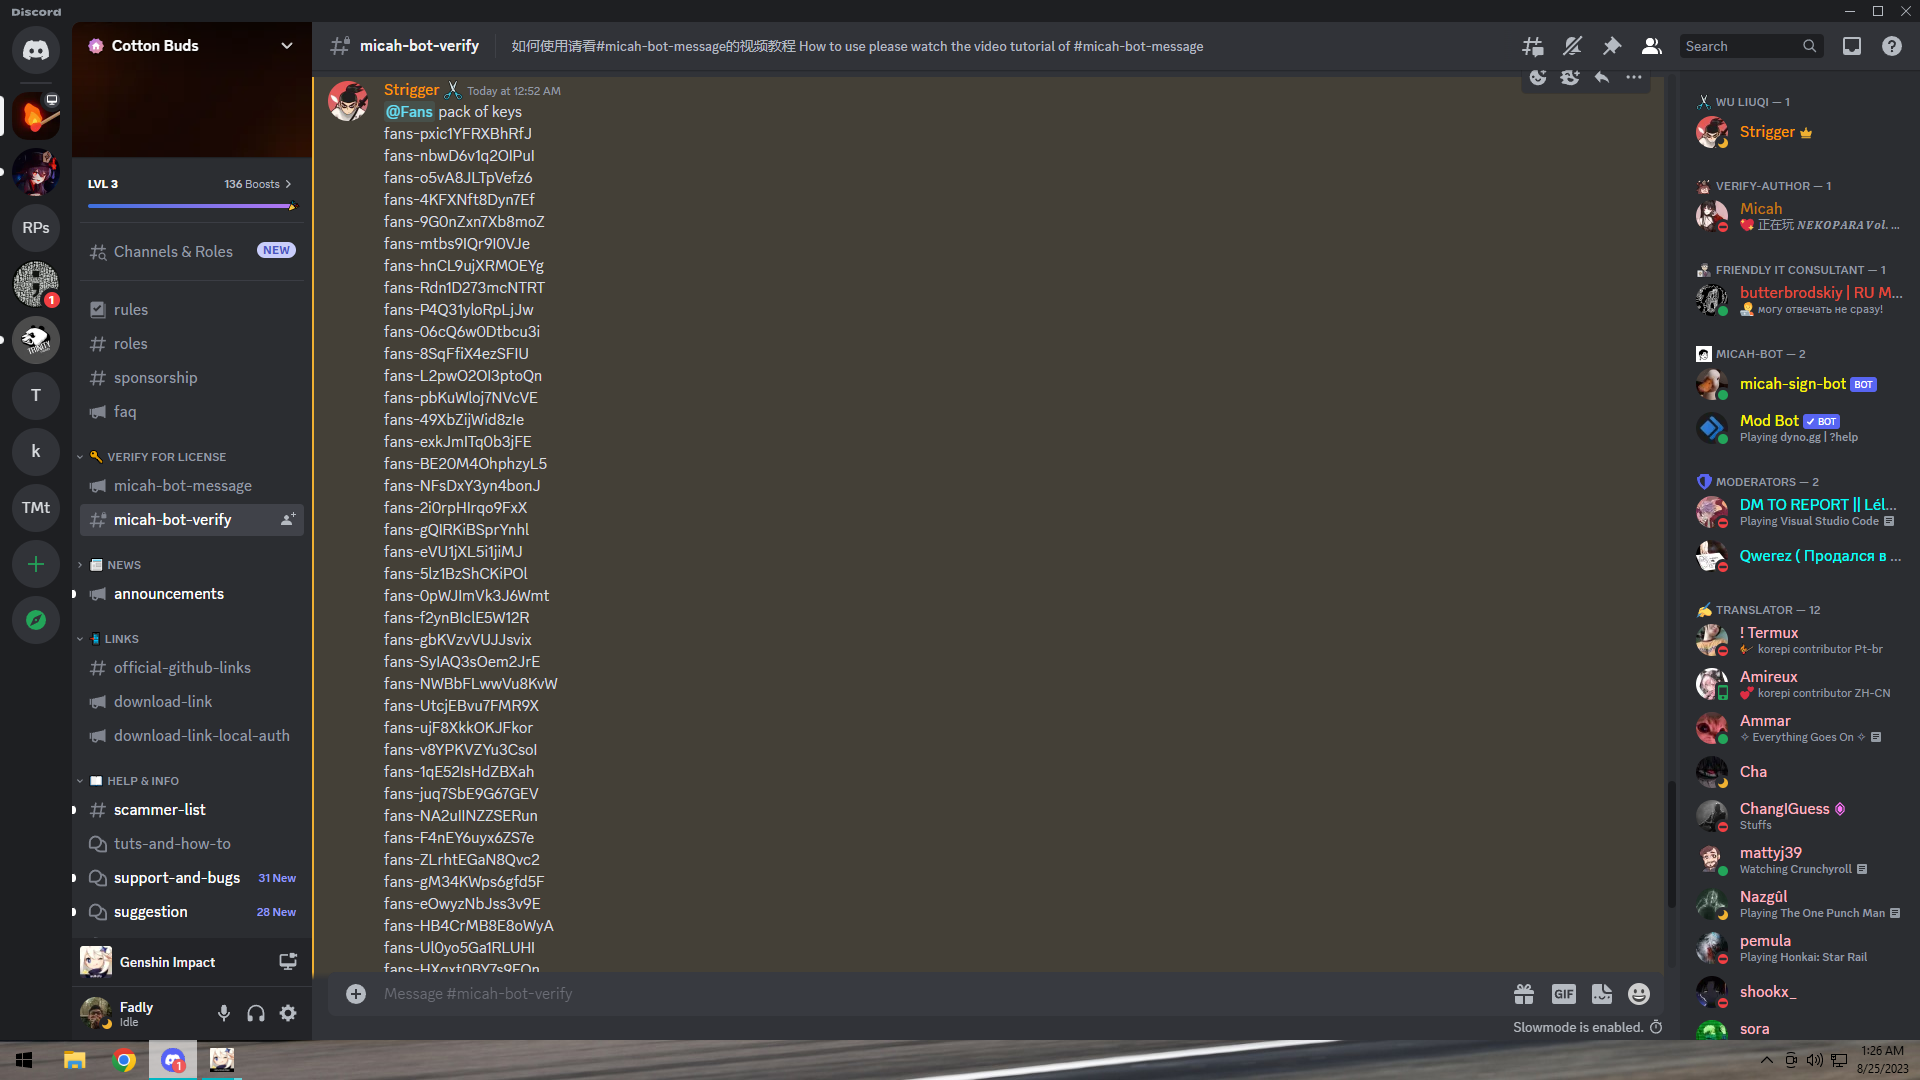 Discord
Cotton Buds
LVL 3
136 Boosts
Channels & Roles
NEW
rules
roles
sponsorship
faq
VERIFY FOR LICENSE
micah-bot-message
micah-bot-verify
NEWS
announcements
LINKS
official-github-links
download-link
download-link-local-auth
HELP & INFO
scammer-list
tuts-and-how-to
support-and-bugs
31 New
suggestion
28 New
Genshin Impact
Fadly
Idle
RPs
1
TRINITY
T
k
TMt
micah-bot-verify
如何使用请看#micah-bot-message的视频教程 How to use please watch the video tutorial of #micah-bot-message
Search
Strigger
Today at 12:52 AM
@Fans pack of keys
fans-pxic1YFRXBhRfJ
fans-nbwD6v1q2OIPuI
fans-o5vA8JLTpVefz6
fans-4KFXNft8Dyn7Ef
fans-9G0nZxn7Xb8moZ
fans-mtbs9IQr9I0VJe
fans-hnCL9ujXRMOEYg
fans-Rdn1D273mcNTRT
fans-P4Q31yloRpLjJw
fans-06cQ6w0Dtbcu3i
fans-8SqFfiX4ezSFIU
fans-L2pwO2OI3ptoQn
fans-pbKuWloj7NVcVE
fans-49XbZijWid8zIe
fans-exkJmITq0b3jFE
fans-BE20M4OhphzyL5
fans-NFsDxY3yn4bonJ
fans-2i0rpHIrqo9FxX
fans-gQIRKiBSprYnhl
fans-eVU1jXL5i1jiMJ
fans-5lz1BzShCKiPOl
fans-0pWJImVk3J6Wmt
fans-f2ynBIclE5W12R
fans-gbKVzvVUJJsvix
fans-SyIAQ3sOem2JrE
fans-NWBbFLwwVu8KvW
fans-UtcjEBvu7FMR9X
fans-ujF8XkkOKJFkor
fans-v8YPKVZYu3CsoI
fans-1qE52IsHdZBXah
fans-juq7SbE9G67GEV
fans-NA2uIINZZSERun
fans-F4nEY6uyx6ZS7e
fans-ZLrhtEGaN8Qvc2
fans-gM34KWps6gfd5F
fans-eOwyzNbJss3v9E
fans-HB4CrMB8E8oWyA
fans-Ul0yo5Ga1RLUHI
fans-HXqxt0BY7s9FOn
Message #micah-bot-verify
GIF
Slowmode is enabled.
WU LIUQI — 1
Strigger
VERIFY-AUTHOR — 1
Micah
正在玩 NEKOPARA Vol. ...
FRIENDLY IT CONSULTANT — 1
butterbrodskiy | RU M...
могу отвечать не сразу!
MICAH-BOT — 2
micah-sign-bot BOT
Mod Bot BOT
Playing dyno.gg | ?help
MODERATORS — 2
DM TO REPORT || Lél...
Playing Visual Studio Code
Qwerez ( Продался в ...
TRANSLATOR — 12
! Termux
korepi contributor Pt-br
Amireux
korepi contributor ZH-CN
Ammar
✧ Everything Goes On ✧
Cha
ChangIGuess
Stuffs
mattyj39
Watching Crunchyroll
Nazgûl
Playing The One Punch Man
pemula
Playing Honkai: Star Rail
shookx_
sora
1
1:26 AM
8/25/2023